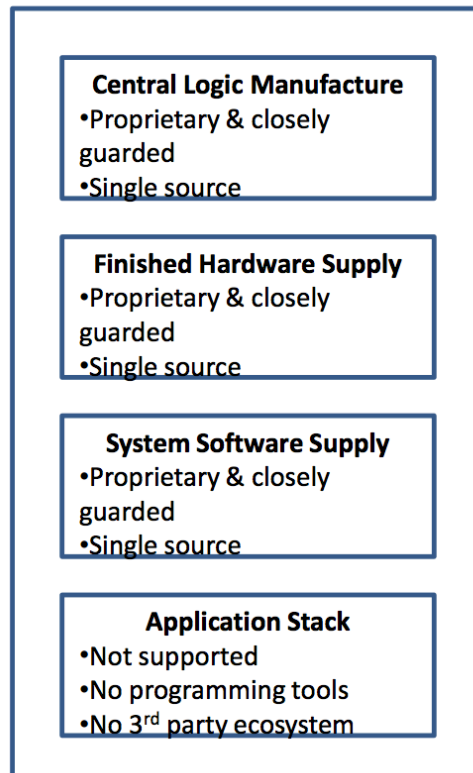 Central Logic Manufacture
•Proprietary & closely
guarded
•Single source
Finished Hardware Supply
•Proprietary & closely
guarded
•Single source
System Software Supply
•Proprietary & closely
guarded
•Single source
Application Stack
•Not supported
•No programming tools
•No 3rd party ecosystem